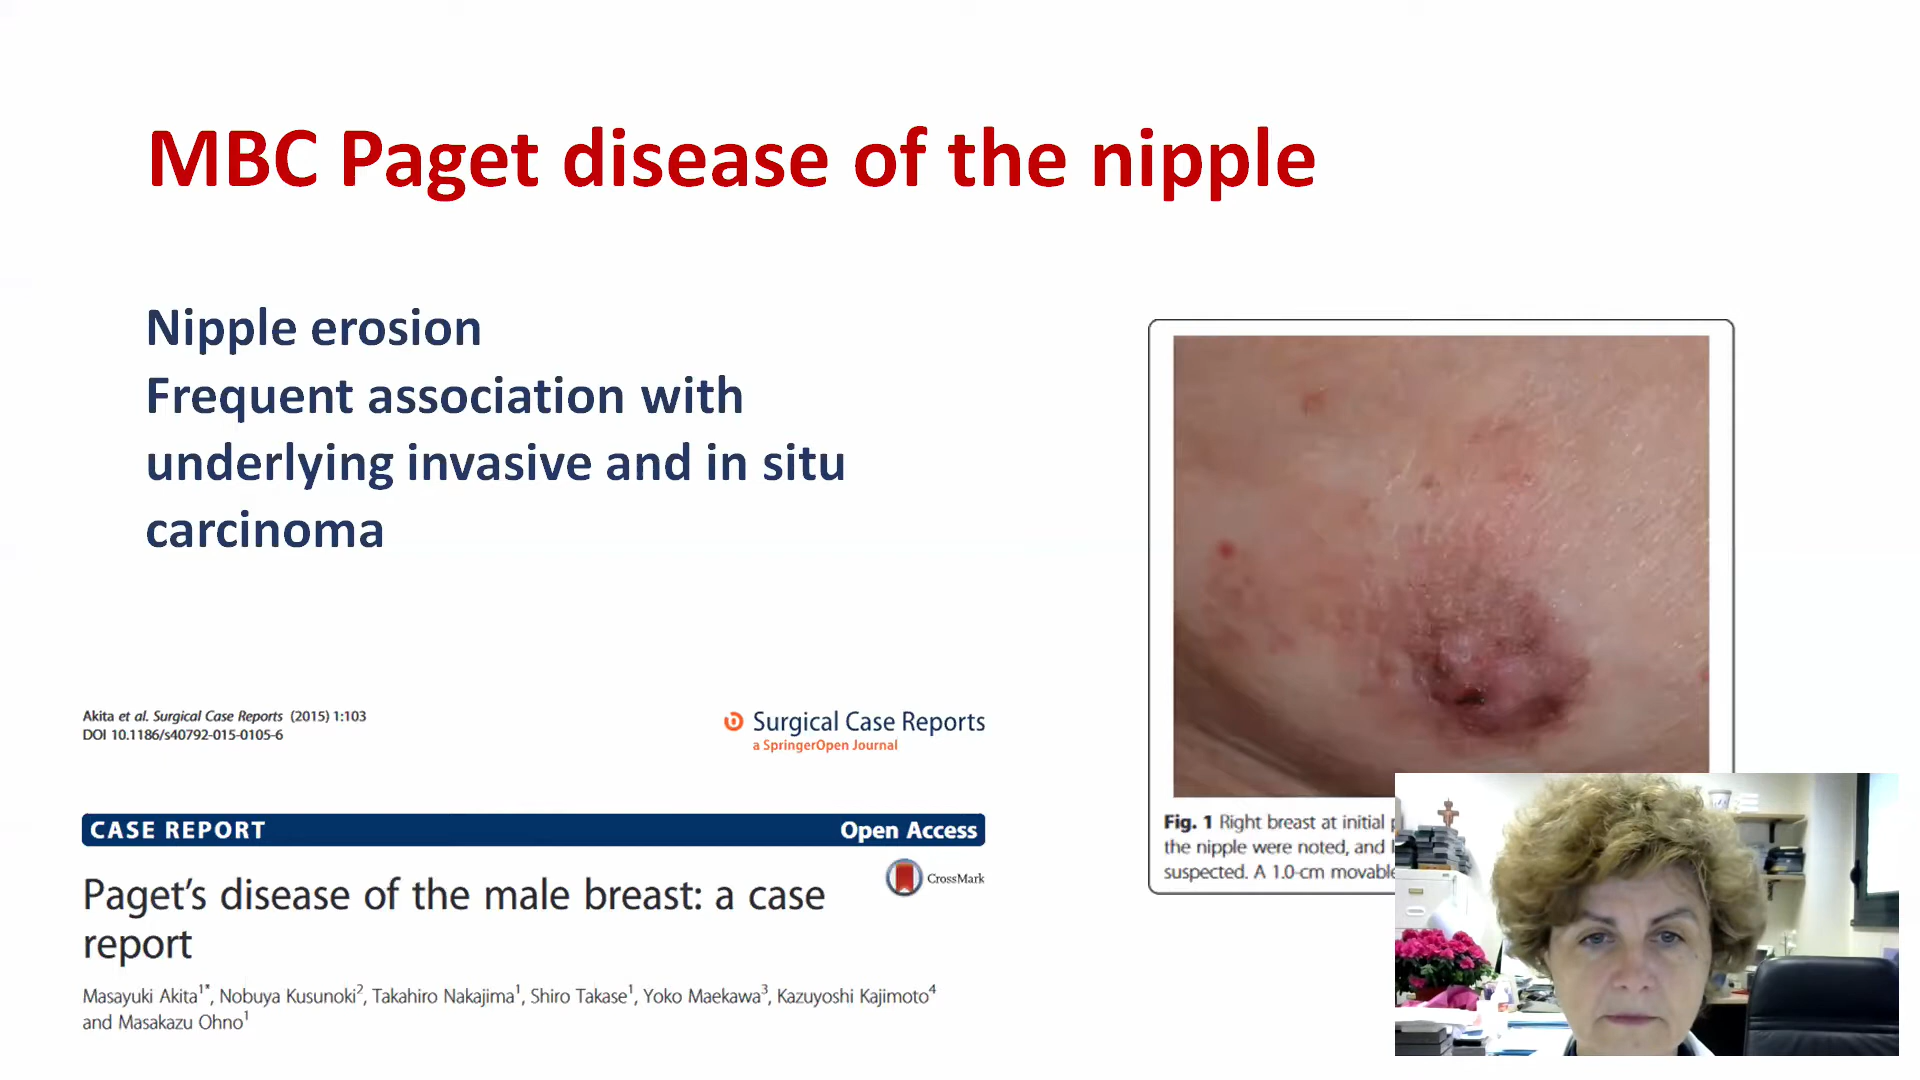 MBC Paget disease of the nipple
Nipple erosion
Frequent association with
underlying invasive and in situ
carcinoma
Akita et al. Surgical Case Reports (2015) 1:103
DOI 10.1186/s40792-015-0105-6
Surgical Case Reports
a SpringerOpen Journal
CASE REPORT
Open Access
CrossMark
Paget's disease of the male breast: a case
report
Masayuki Akita1*, Nobuya Kusunoki2, Takahiro Nakajima1, Shiro Takase1, Yoko Maekawa3, Kazuyoshi Kajimoto4
and Masakazu Ohno1
Fig. 1 Right breast at initial
the nipple were noted, and
suspected. A 1.0-cm movable